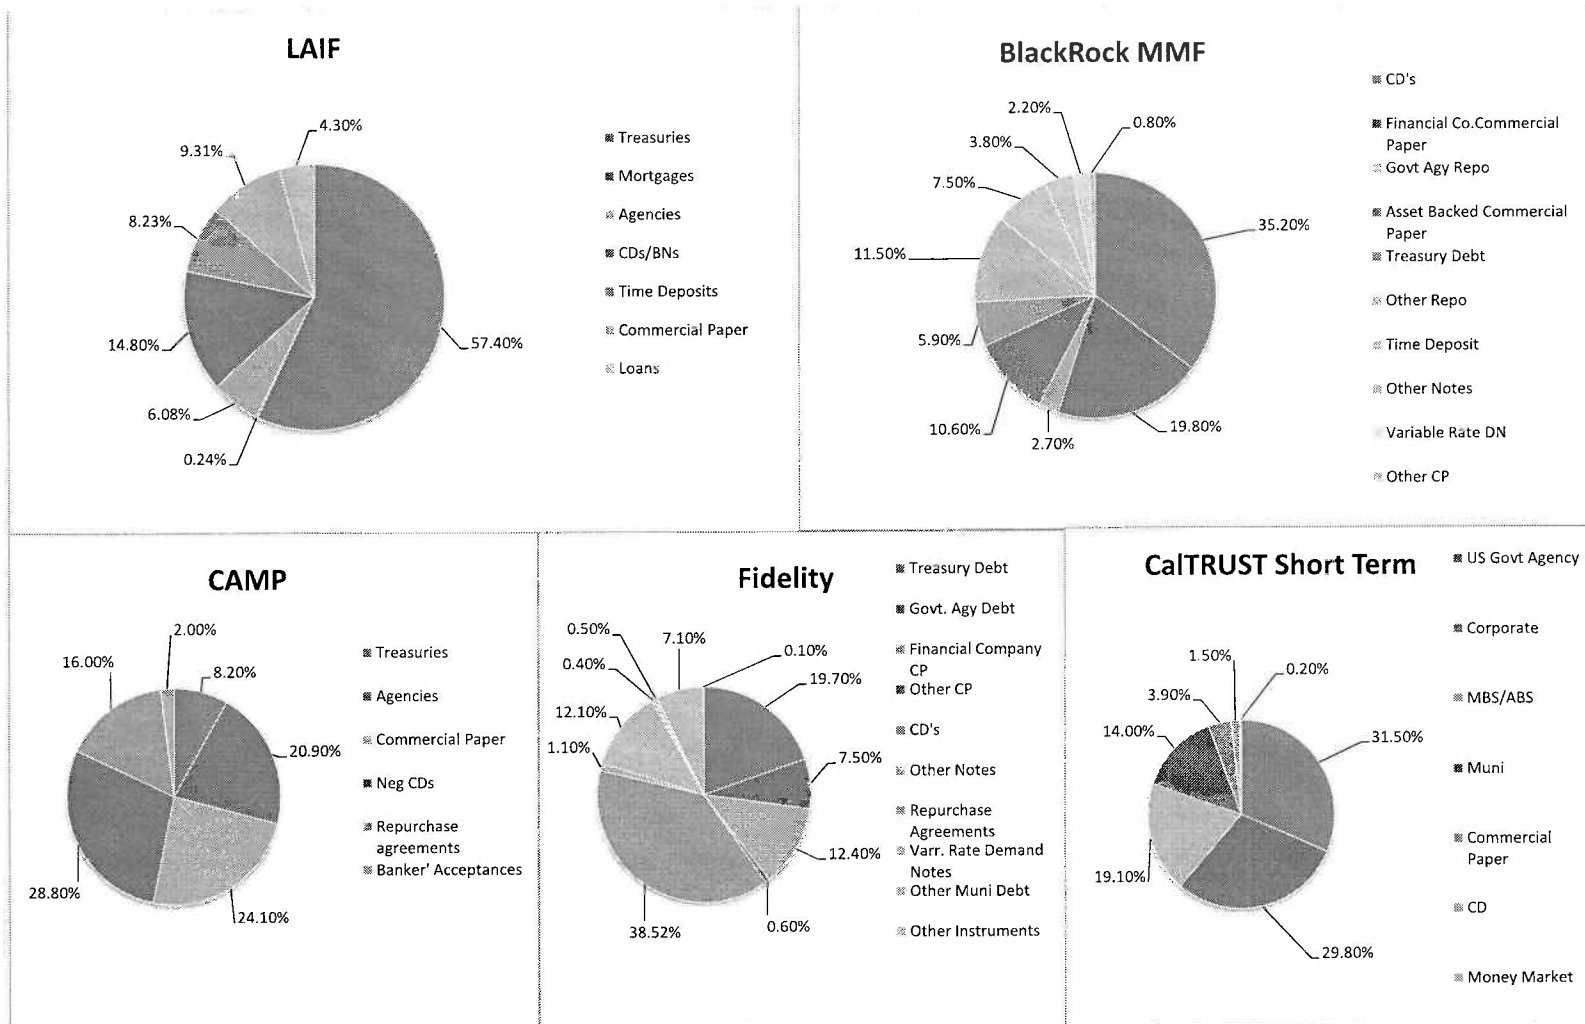 LAIF
4.30%
9.31%
8.23%
14.80%
6.08%
0.24%
57.40%
Treasuries
Mortgages
Agencies
CDs/BNs
Time Deposits
Commercial Paper
Loans
BlackRock MMF
2.20%
0.80%
3.80%
7.50%
35.20%
11.50%
5.90%
10.60%
2.70%
19.80%
CD's
Financial Co.Commercial
Paper
Govt Agy Repo
Asset Backed Commercial
Paper
Treasury Debt
Other Repo
Time Deposit
Other Notes
Variable Rate DN
Other CP
CAMP
2.00%
16.00%
8.20%
20.90%
28.80%
24.10%
Treasuries
Agencies
Commercial Paper
Neg CDs
Repurchase
agreements
Banker' Acceptances
Fidelity
0.50%
7.10%
0.10%
0.40%
19.70%
12.10%
1.10%
7.50%
12.40%
38.52%
0.60%
Treasury Debt
Govt. Agy Debt
Financial Company
CP
Other CP
CD's
Other Notes
Repurchase
Agreements
Varr. Rate Demand
Notes
Other Muni Debt
Other Instruments
CalTRUST Short Term
1.50%
0.20%
3.90%
14.00%
31.50%
19.10%
29.80%
US Govt Agency
Corporate
MBS/ABS
Muni
Commercial
Paper
CD
Money Market